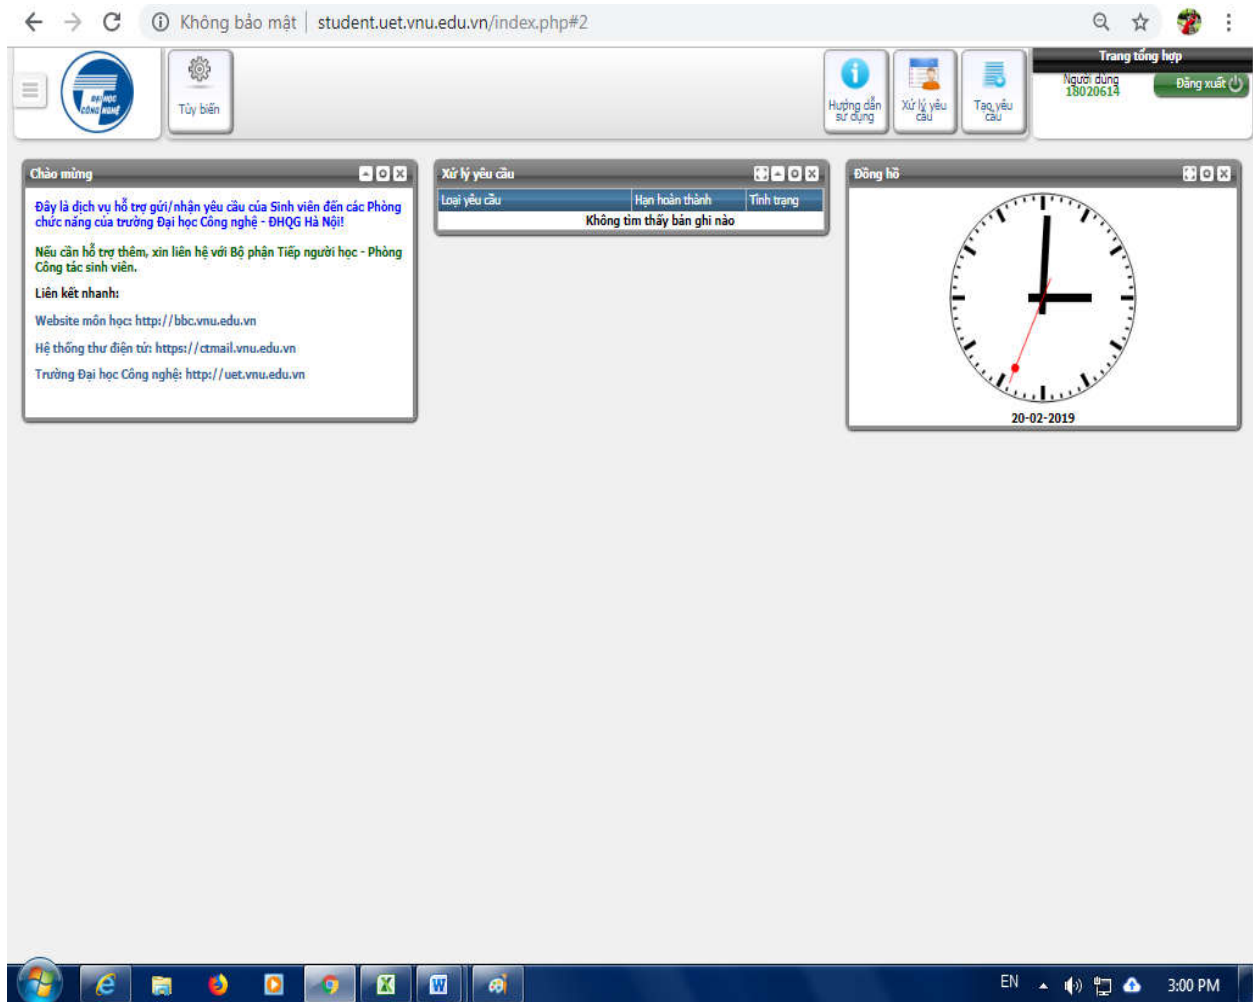 Không bảo mật | student.uet.vnu.edu.vn/index.php#2
Trang tổng hợp
ĐẠI HỌC
CÔNG NGHỆ
Tùy biến
Hướng dẫn
sử dụng
Xử lý yêu
cầu
Tạo yêu
cầu
Người dùng
18020614
Đăng xuất
Chào mừng
Đây là dịch vụ hỗ trợ gửi/nhận yêu cầu của Sinh viên đến các Phòng
chức năng của trường Đại học Công nghệ - ĐHQG Hà Nội!
Nếu cần hỗ trợ thêm, xin liên hệ với Bộ phận Tiếp người học - Phòng
Công tác sinh viên.
Liên kết nhanh:
Website môn học: http://bbc.vnu.edu.vn
Hệ thống thư điện tử: https://ctmail.vnu.edu.vn
Trường Đại học Công nghệ: http://uet.vnu.edu.vn
Xử lý yêu cầu
Loại yêu cầu Hạn hoàn thành Tình trạng
Không tìm thấy bản ghi nào
Đồng hồ
20-02-2019
EN 3:00 PM